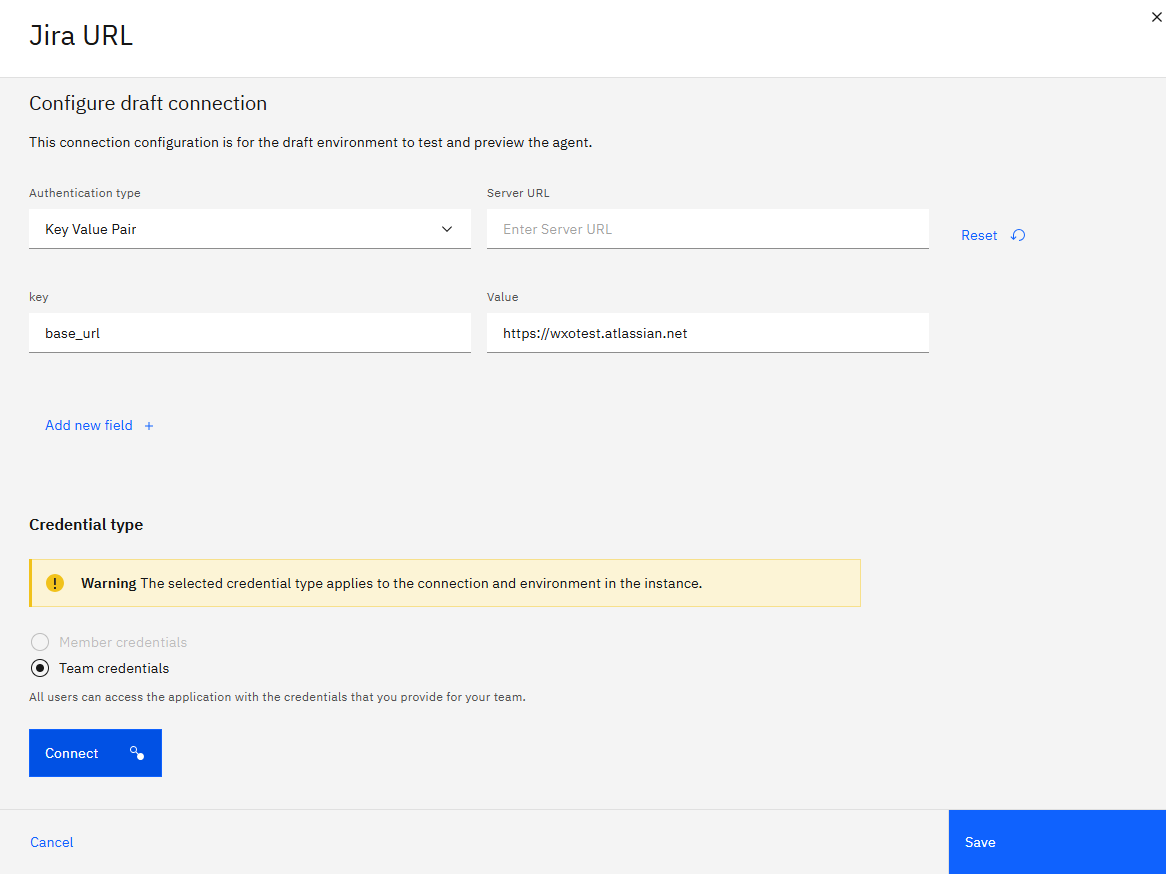 Jira URL
Configure draft connection
This connection configuration is for the draft environment to test and preview the agent.
Authentication type
Server URL
Key Value Pair
Enter Server URL
Reset
key
Value
base_url
https://wxotest.atlassian.net
Add new field +
Credential type
Warning The selected credential type applies to the connection and environment in the instance.
Member credentials
Team credentials
All users can access the application with the credentials that you provide for your team.
Connect
Cancel
Save